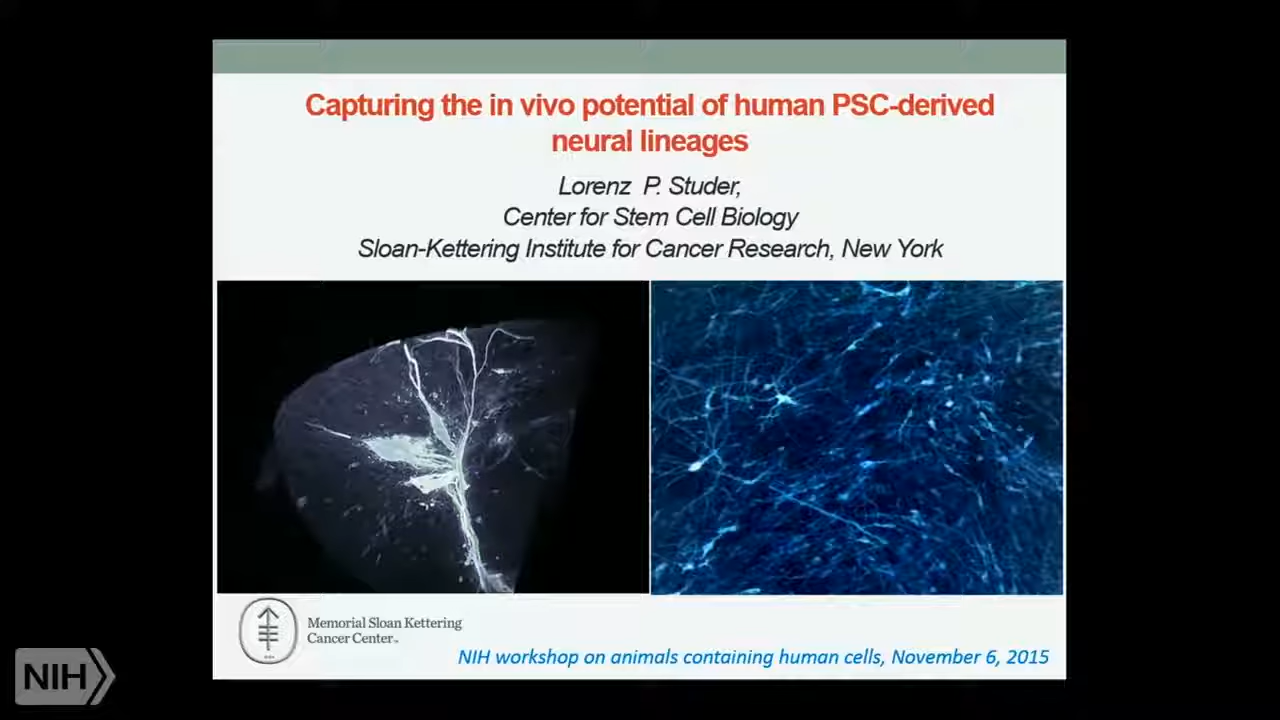 Capturing the in vivo potential of human PSC-derived
neural lineages
Lorenz P. Studer,
Center for Stem Cell Biology
Sloan-Kettering Institute for Cancer Research, New York
Memorial Sloan Kettering
Cancer Center
NIH workshop on animals containing human cells, November 6, 2015
NIH